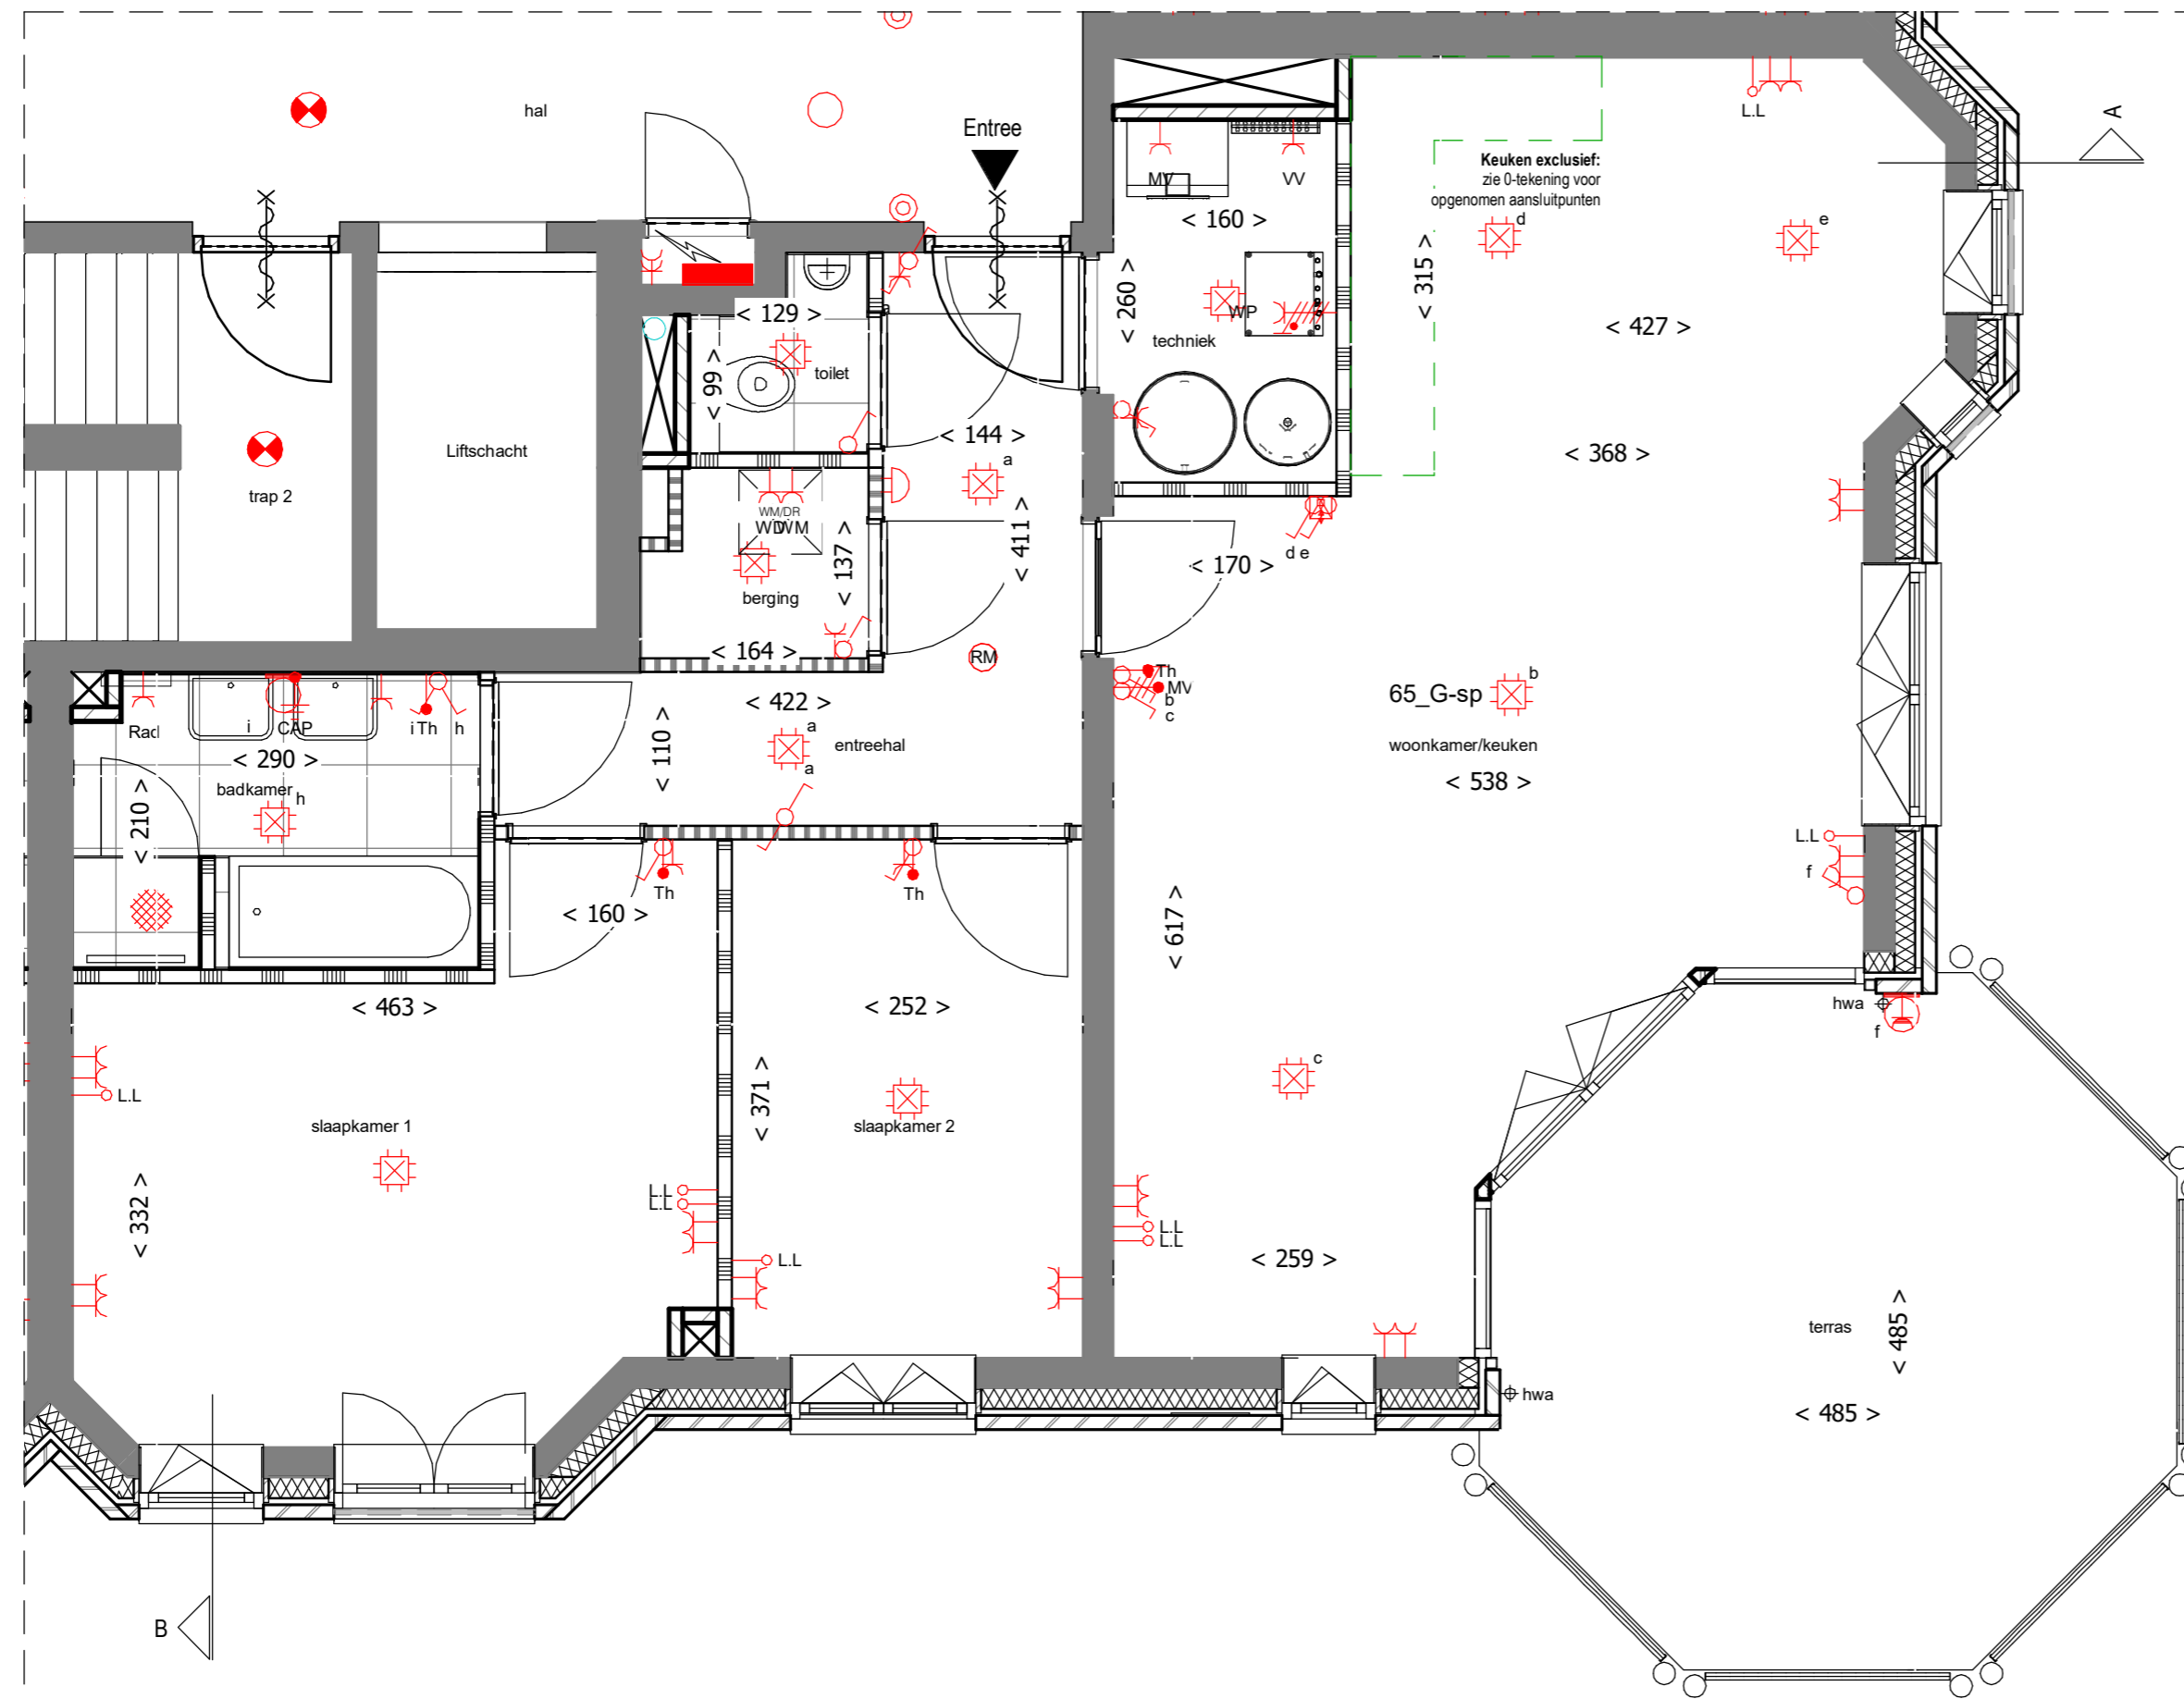 hal
Entree
L.L
A
Keuken exclusief:
zie 0-tekening voor
opgenomen aansluitpunten
MV
VV
< 160 >
d
e
< 315 >
< 260 >
WP
techniek
< 427 >
< 129 >
a
< 99 >
toilet
< 144 >
a
< 368 >
Liftschacht
trap 2
WM/DR
berging
< 137 >
< 411 >
< 164 >
< 170 >
d e
RM
Th
MV
b
c
65_G-sp
b
woonkamer/keuken
< 538 >
Rad
i
CAP
i Th
h
< 290 >
badkamer
h
< 210 >
< 422 >
< 110 >
a
entreehal
a
L.L
f
Th
Th
< 160 >
< 617 >
< 463 >
< 252 >
hwa
f
c
L.L
slaapkamer 1
< 371 >
slaapkamer 2
< 332 >
L.L
L.L
L.L
L.L
L.L
< 259 >
terras
< 485 >
hwa
< 485 >
B